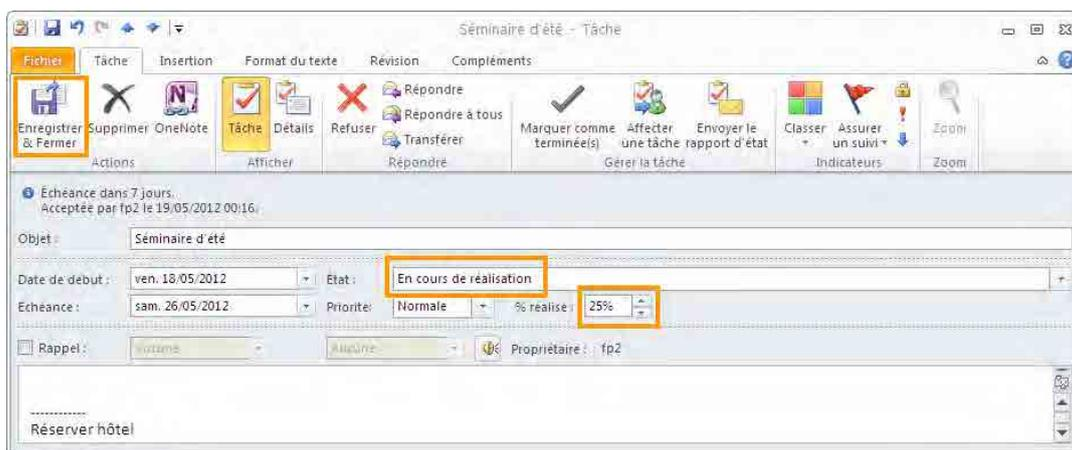 Séminaire d'été - Tâche
Fichier Tâche Insertion Format du texte Révision Compléments
Enregistrer & Fermer Supprimer OneNote Tâche Détails Refuser Répondre Répondre à tous Transférer Marquer comme terminée(s) Affecter une tâche Envoyer le rapport d'état Classer Assurer un suivi Zoom
Actions Afficher Répondre Gérer la tâche Indicateurs Zoom
Échéance dans 7 jours.
Acceptée par fp2 le 19/05/2012 00:16.
Objet : Séminaire d'été
Date de début : ven. 18/05/2012 État : En cours de réalisation
Échéance : sam. 26/05/2012 Priorité: Normale % réalisé : 25%
Rappel : Aucune Propriétaire : fp2
------------
Réserver hôtel